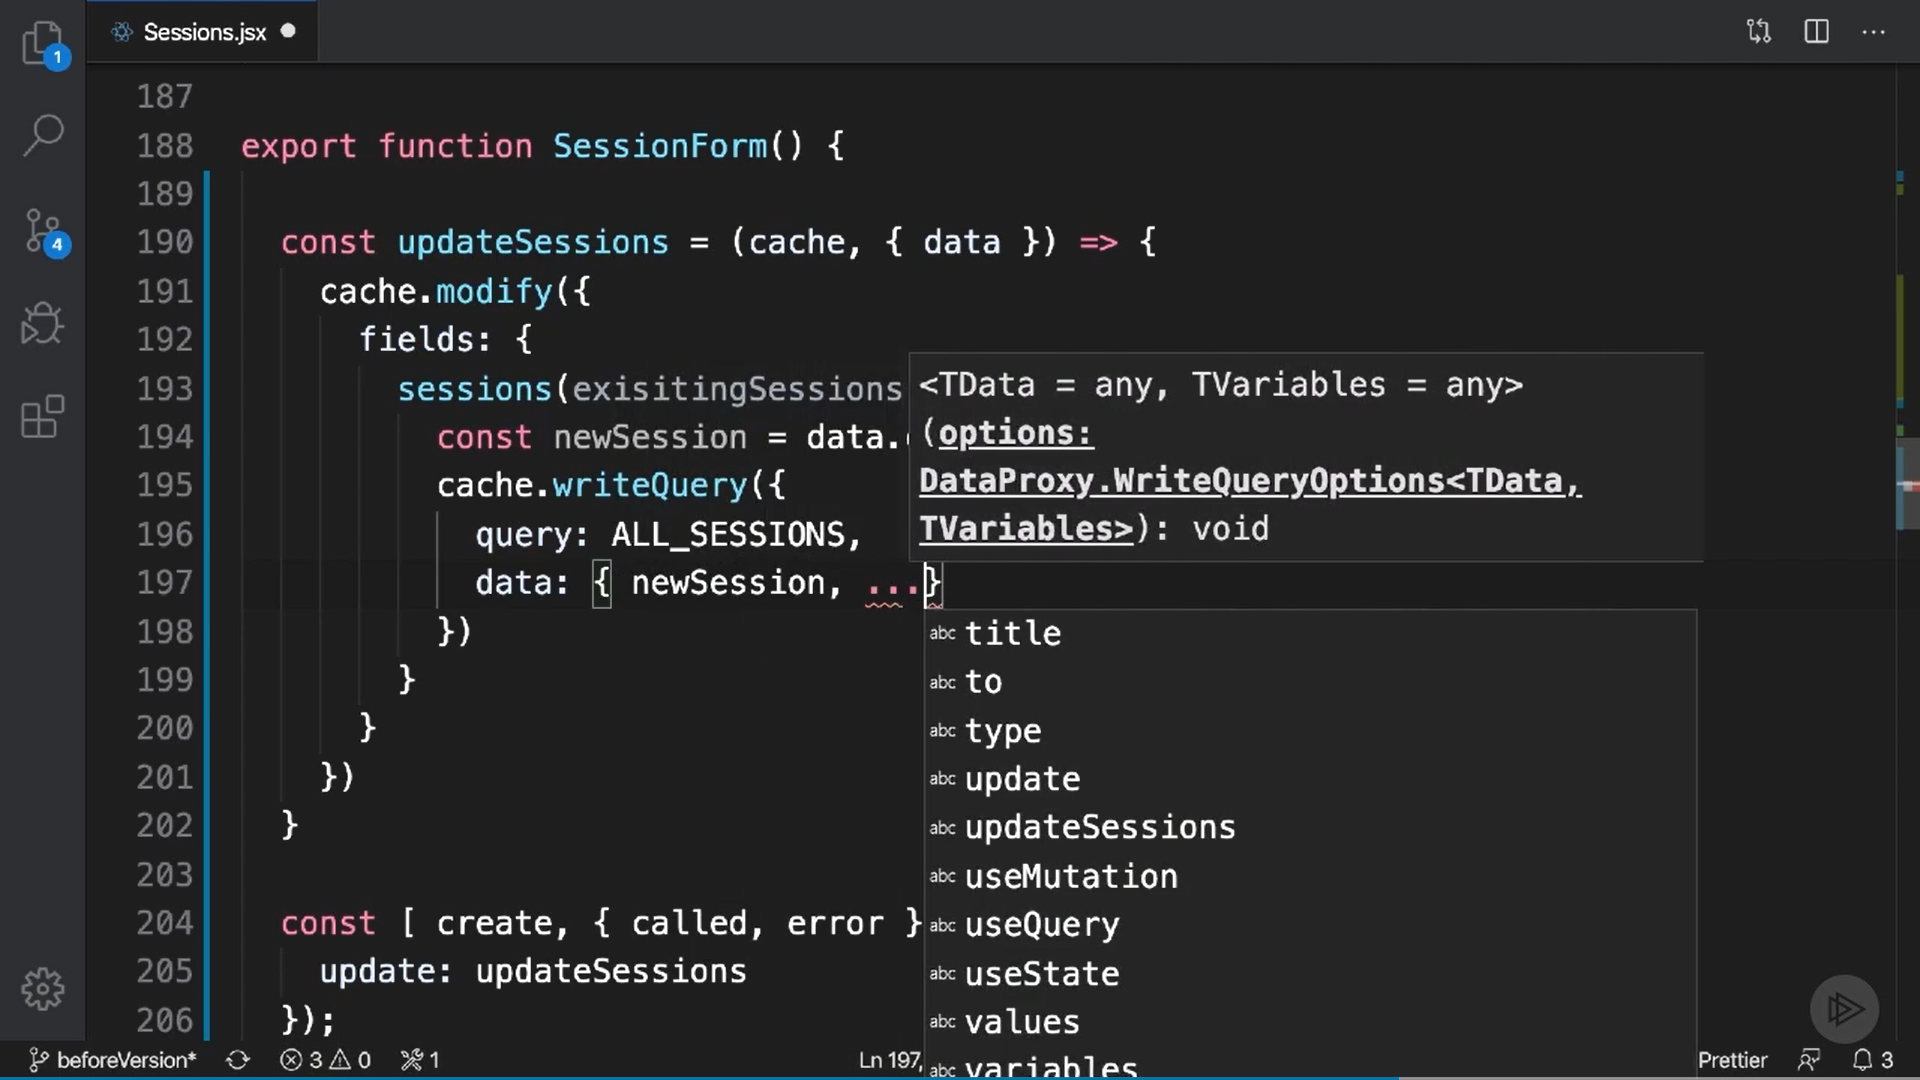 Sessions.jsx
1
187
188 export function SessionForm() {
189
190 const updateSessions = (cache, { data }) => {
191 cache.modify({
192 fields: {
193 sessions(exisitingSessions
194 const newSession = data.
195 cache.writeQuery({
196 query: ALL_SESSIONS,
197 data: { newSession, ...}
198 })
199 }
200 }
201 })
202 }
203
204 const [ create, { called, error }
205 update: updateSessions
206 });
<TData = any, TVariables = any>
(options:
DataProxy.WriteQueryOptions<TData,
TVariables>): void
abc title
abc to
abc type
abc update
abc updateSessions
abc useMutation
abc useQuery
abc useState
abc values
abc variables
4
beforeVersion* 3 0 1 Ln 197, Prettier 3